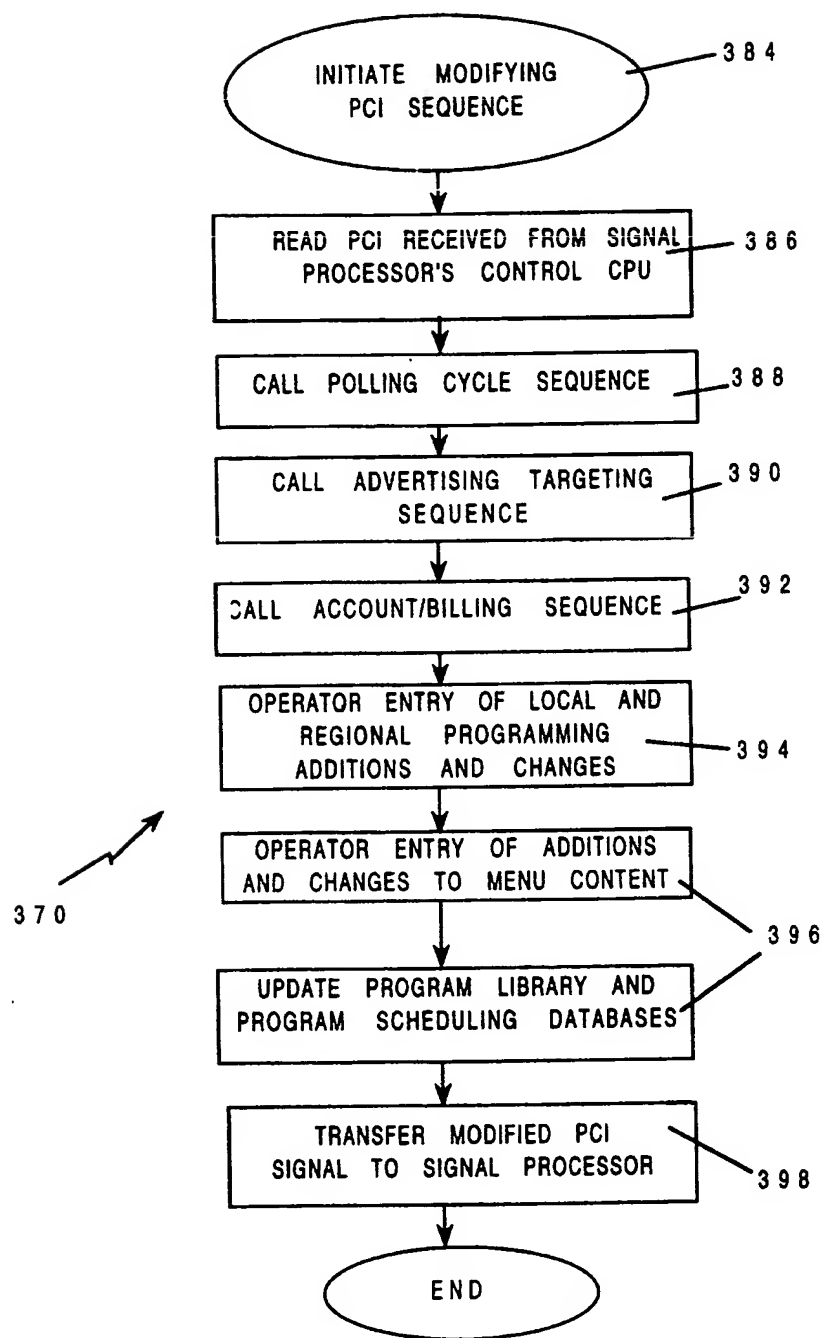 INITIATE MODIFYING
PCI SEQUENCE
384
READ PCI RECEIVED FROM SIGNAL
PROCESSOR'S CONTROL CPU
386
CALL POLLING CYCLE SEQUENCE
388
CALL ADVERTISING TARGETING
SEQUENCE
390
CALL ACCOUNT/BILLING SEQUENCE
392
OPERATOR ENTRY OF LOCAL AND
REGIONAL PROGRAMMING
ADDITIONS AND CHANGES
394
OPERATOR ENTRY OF ADDITIONS
AND CHANGES TO MENU CONTENT
370
396
UPDATE PROGRAM LIBRARY AND
PROGRAM SCHEDULING DATABASES
TRANSFER MODIFIED PCI
SIGNAL TO SIGNAL PROCESSOR
398
END